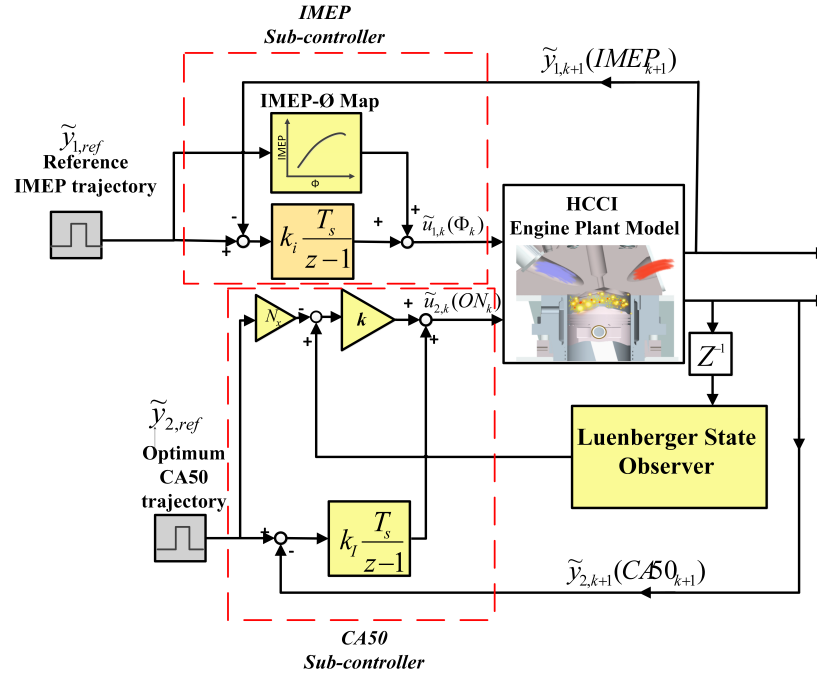 IMEP
Sub-controller
ỹ1,k+1(IMEPk+1)
IMEP-Ø Map
IMEP
Φ
ỹ1,ref
Reference
IMEP trajectory
-
+
ki Ts/z−1
+
+
ũ1,k(Φk)
HCCI
Engine Plant Model
Nx
-
+
k
+
+
ũ2,k(ONk)
Z-1
Luenberger State
Observer
ỹ2,ref
Optimum
CA50
trajectory
+
-
kI Ts/z−1
ỹ2,k+1(CA50k+1)
CA50
Sub-controller